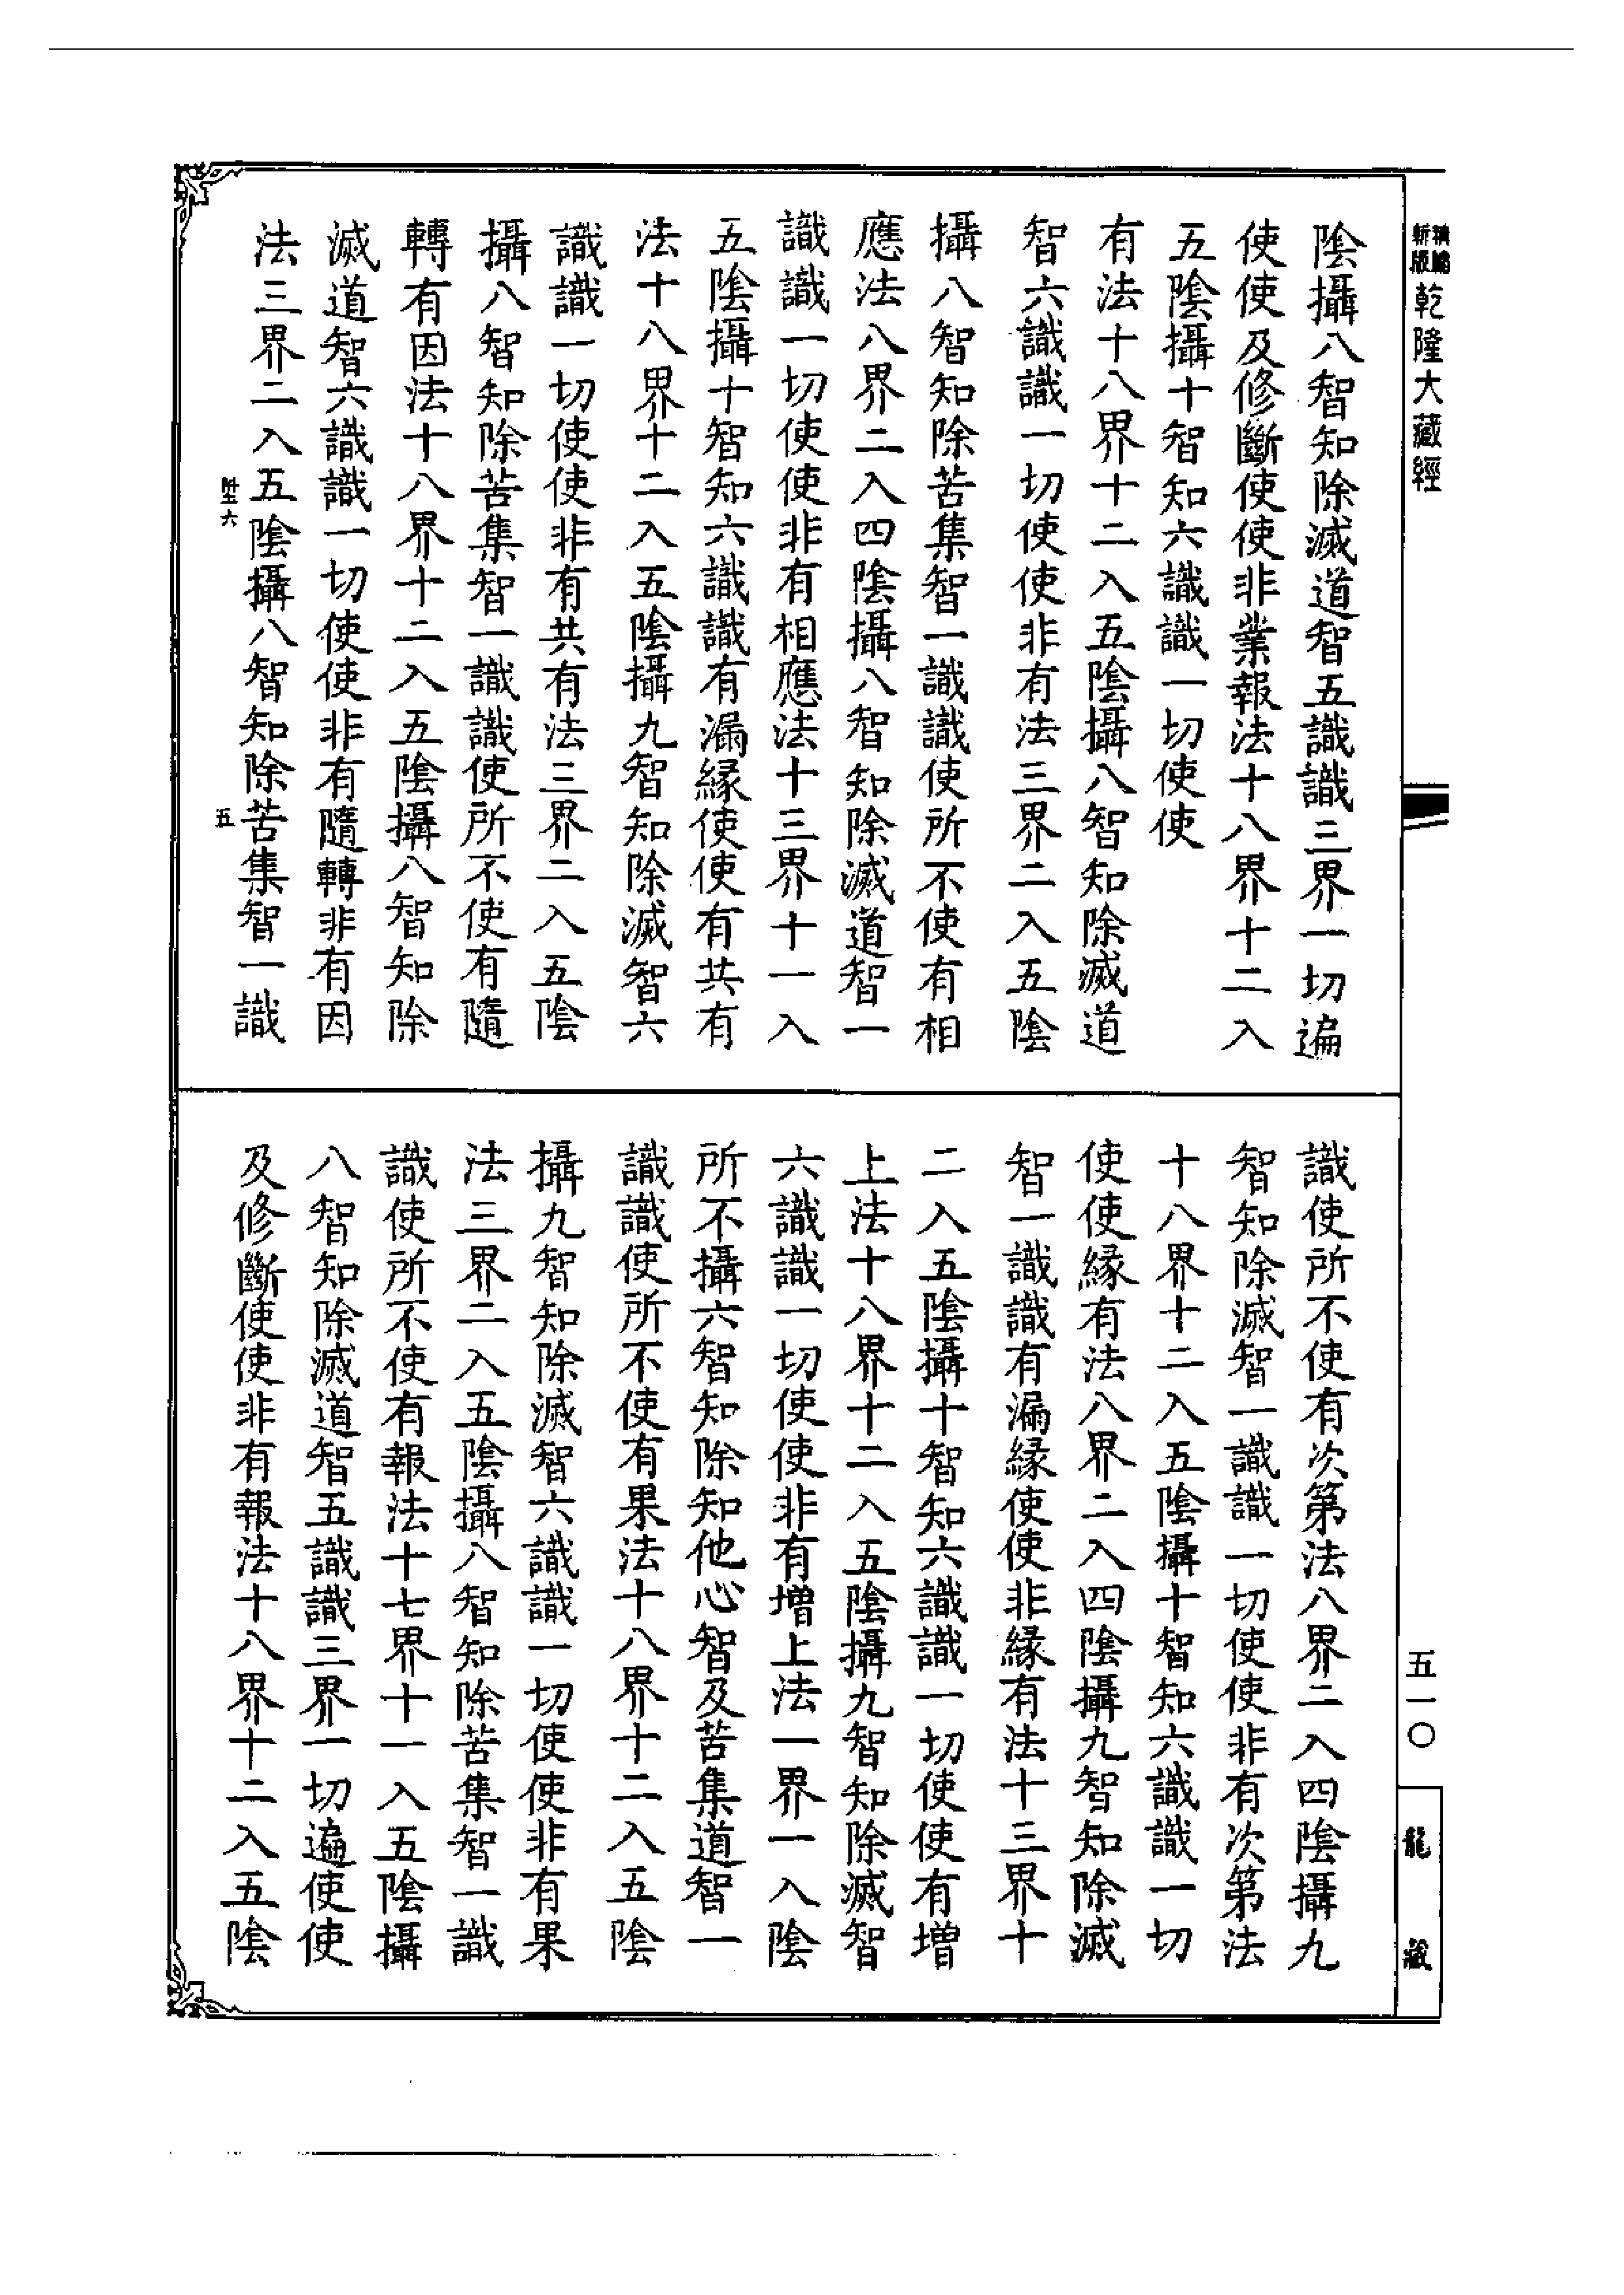 乾隆大藏經
陰攝八智知除滅道智五識識三界一切遍
使使及修斷使使非業報法十八界十二入
五陰攝十智知六識識一切使使
有法十八界十二入五陰攝八智知除滅道
智六識識一切使使非有法三界二入五陰
攝八智知除苦集智一識識使所不使有相
應法八界二入四陰攝八智知除滅道智一
識識一切使使非有相應法十三界十一入
五陰攝十智知六識識有漏緣使使有共有
法十八界十二入五陰攝九智知除滅智六
識識一切使使非有共有法三界二入五陰
攝八智知除苦集智一識識使所不使有隨
轉有因法十八界十二入五陰攝八智知除
滅道智六識識一切使使非有隨轉非有因
法三界二入五陰攝八智知除苦集智一識
五
識使所不使有次第法八界二入四陰攝九
智知除滅智一識識一切使使非有次第法
十八界十二入五陰攝十智知六識識一切
使使緣有法八界二入四陰攝九智知除滅
智一識識有漏緣使使非緣有法十三界十
二入五陰攝十智知六識識一切使使有增
上法十八界十二入五陰攝九智知除滅智
六識識一切使使非有增上法一界一入陰
所不攝六智知除知他心智及苦集道智一
識識使所不使有果法十八界十二入五陰
攝九智知除滅智六識識一切使使非有果
法三界二入五陰攝八智知除苦集智一識
識使所不使有報法十七界十一入五陰攝
八智知除滅道智五識識三界一切遍使使
及修斷使使非有報法十八界十二入五陰
五一〇
龍藏